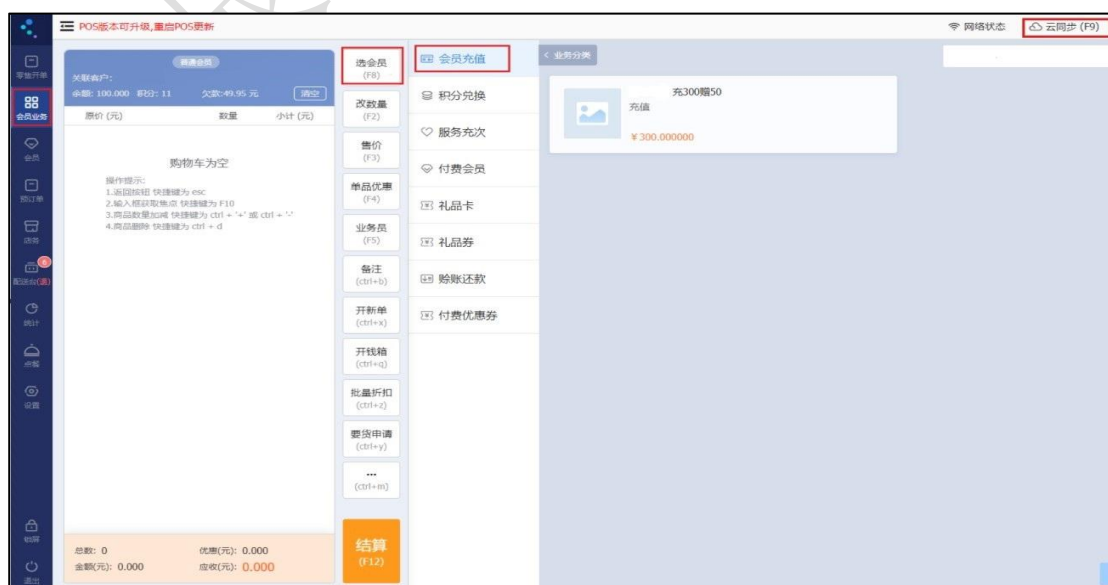 POS版本可升级,重启POS更新
网络状态
云同步 (F9)
零售开单
会员业务
会员
预订单
店务
6
统计
点餐
设置
锁屏
退出
普通会员
关联客户:
余额: 100.000 积分: 11 欠款:49.95 元 清空
原价 (元) 数量 小计 (元)
购物车为空
操作提示:
1.返回按钮 快捷键为 esc
2.输入框获取焦点 快捷键为 F10
3.商品数量加减 快捷键为 ctrl + '+' 或 ctrl + '-'
4.商品删除 快捷键为 ctrl + d
总数: 0 优惠(元): 0.000
金额(元): 0.000 应收(元): 0.000
选会员
(F8)
改数量
(F2)
售价
(F3)
单品优惠
(F4)
业务员
(F5)
备注
(ctrl+b)
开新单
(ctrl+x)
开钱箱
(ctrl+q)
批量折扣
(ctrl+z)
要货申请
(ctrl+y)
...
(ctrl+m)
结算
(F12)
会员充值
积分兑换
服务充次
付费会员
礼品卡
礼品券
赊账还款
付费优惠券
< 业务分类
充300赠50
充值
¥300.000000